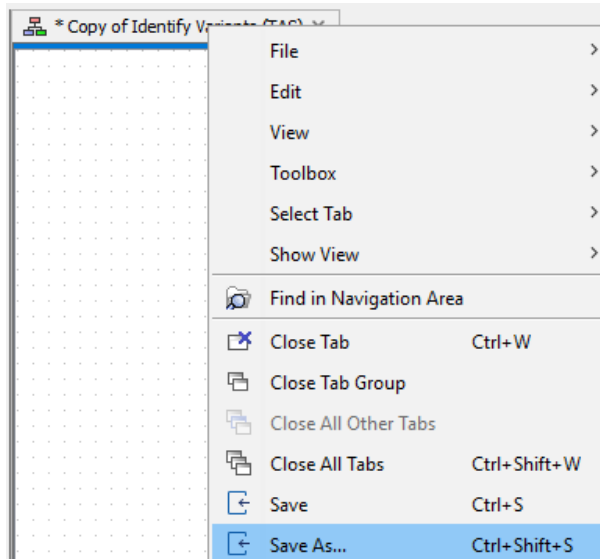 * Copy of Identify Variants (TAS)
File
Edit
View
Toolbox
Select Tab
Show View
Find in Navigation Area
Close Tab Ctrl+W
Close Tab Group
Close All Other Tabs
Close All Tabs Ctrl+Shift+W
Save Ctrl+S
Save As... Ctrl+Shift+S